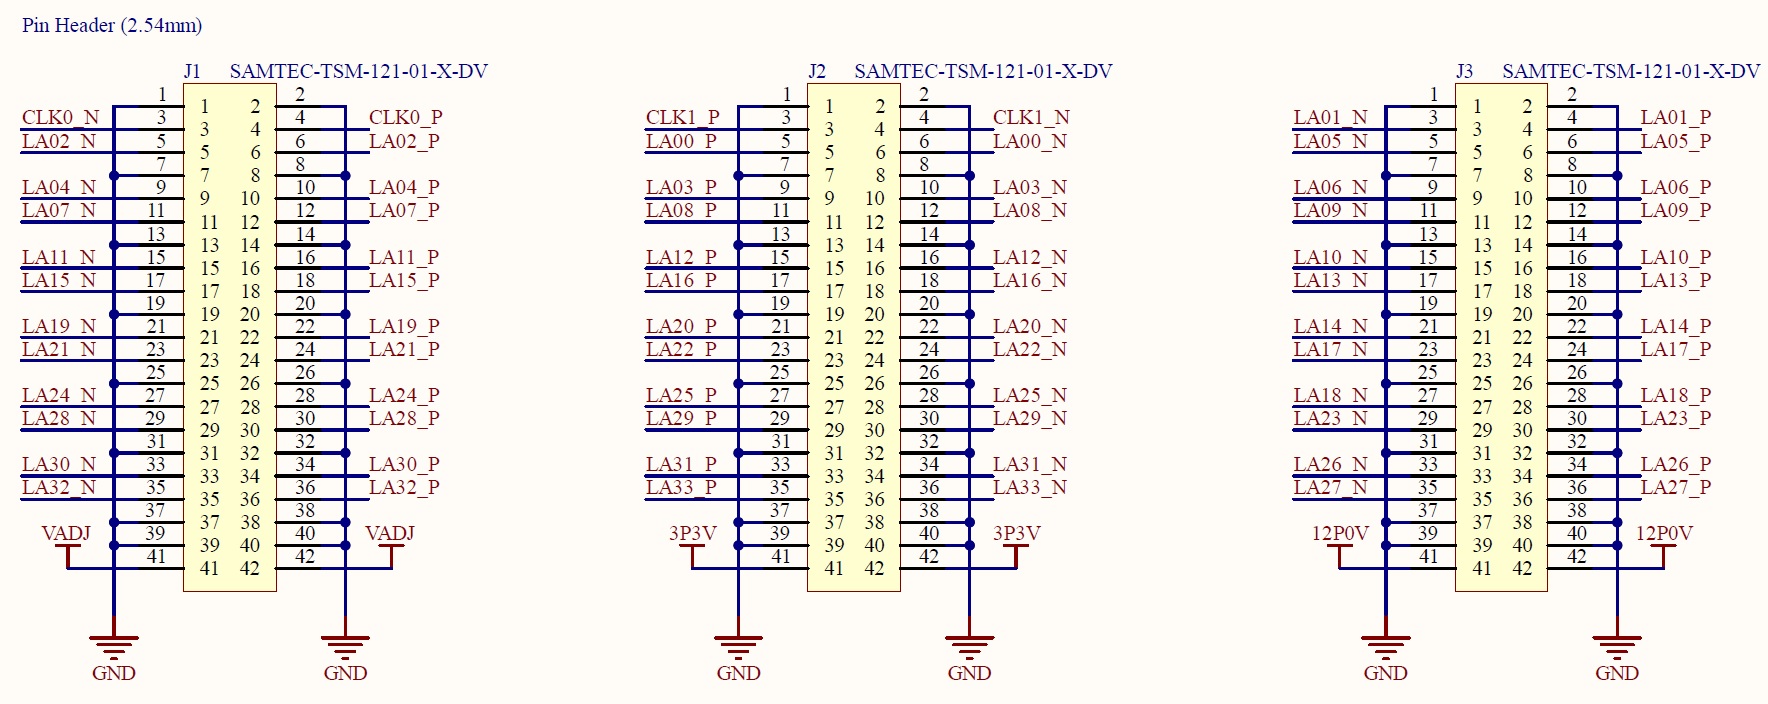 Pin Header (2.54mm)
J1 SAMTEC-TSM-121-01-X-DV
1 1 2 2
CLK0_N 3 3 4 4 CLK0_P
LA02_N 5 5 6 6 LA02_P
7 7 8 8
LA04_N 9 9 10 10 LA04_P
LA07_N 11 11 12 12 LA07_P
13 13 14 14
LA11_N 15 15 16 16 LA11_P
LA15_N 17 17 18 18 LA15_P
19 19 20 20
LA19_N 21 21 22 22 LA19_P
LA21_N 23 23 24 24 LA21_P
25 25 26 26
LA24_N 27 27 28 28 LA24_P
LA28_N 29 29 30 30 LA28_P
31 31 32 32
LA30_N 33 33 34 34 LA30_P
LA32_N 35 35 36 36 LA32_P
37 37 38 38
VADJ 39 39 40 40 VADJ
41 41 42 42
GND GND
J2 SAMTEC-TSM-121-01-X-DV
1 1 2 2
CLK1_P 3 3 4 4 CLK1_N
LA00_P 5 5 6 6 LA00_N
7 7 8 8
LA03_P 9 9 10 10 LA03_N
LA08_P 11 11 12 12 LA08_N
13 13 14 14
LA12_P 15 15 16 16 LA12_N
LA16_P 17 17 18 18 LA16_N
19 19 20 20
LA20_P 21 21 22 22 LA20_N
LA22_P 23 23 24 24 LA22_N
25 25 26 26
LA25_P 27 27 28 28 LA25_N
LA29_P 29 29 30 30 LA29_N
31 31 32 32
LA31_P 33 33 34 34 LA31_N
LA33_P 35 35 36 36 LA33_N
37 37 38 38
3P3V 39 39 40 40 3P3V
41 41 42 42
GND GND
J3 SAMTEC-TSM-121-01-X-DV
1 1 2 2
LA01_N 3 3 4 4 LA01_P
LA05_N 5 5 6 6 LA05_P
7 7 8 8
LA06_N 9 9 10 10 LA06_P
LA09_N 11 11 12 12 LA09_P
13 13 14 14
LA10_N 15 15 16 16 LA10_P
LA13_N 17 17 18 18 LA13_P
19 19 20 20
LA14_N 21 21 22 22 LA14_P
LA17_N 23 23 24 24 LA17_P
25 25 26 26
LA18_N 27 27 28 28 LA18_P
LA23_N 29 29 30 30 LA23_P
31 31 32 32
LA26_N 33 33 34 34 LA26_P
LA27_N 35 35 36 36 LA27_P
37 37 38 38
12P0V 39 39 40 40 12P0V
41 41 42 42
GND GND